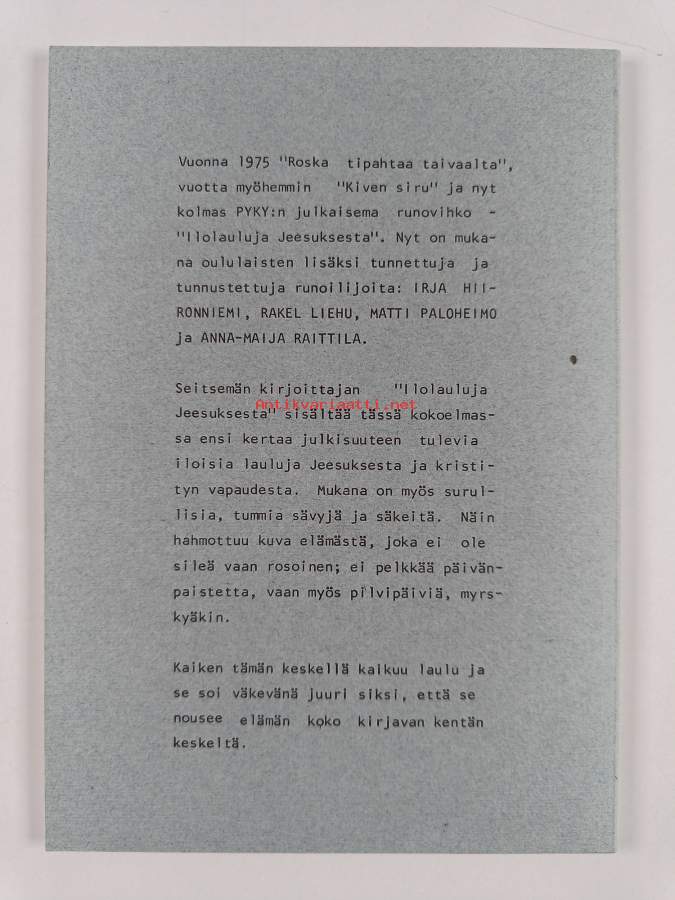 Vuonna 1975 "Roska tipahtaa taivaalta",
vuotta myöhemmin "Kiven siru" ja nyt
kolmas PYKY:n julkaisema runovihko -
"Ilolauluja Jeesuksesta". Nyt on muka-
na oululaisten lisäksi tunnettuja ja
tunnustettuja runoilijoita: IRJA HII-
RONNIEMI, RAKEL LIEHU, MATTI PALOHEIMO
ja ANNA-MAIJA RAITTILA.
Seitsemän kirjoittajan "Ilolauluja
Antikvariaatti.net
Jeesuksesta" sisältää tässä kokoelmas-
sa ensi kertaa julkisuuteen tulevia
iloisia lauluja Jeesuksesta ja kristi-
tyn vapaudesta. Mukana on myös surul-
lisia, tummia sävyjä ja säkeitä. Näin
hahmottuu kuva elämästä, joka ei ole
sileä vaan rosoinen; ei pelkkää päivän-
paistetta, vaan myös pilvipäiviä, myrs-
kyäkin.
Kaiken tämän keskellä kaikuu laulu ja
se soi väkevänä juuri siksi, että se
nousee elämän koko kirjavan kentän
keskeltä.